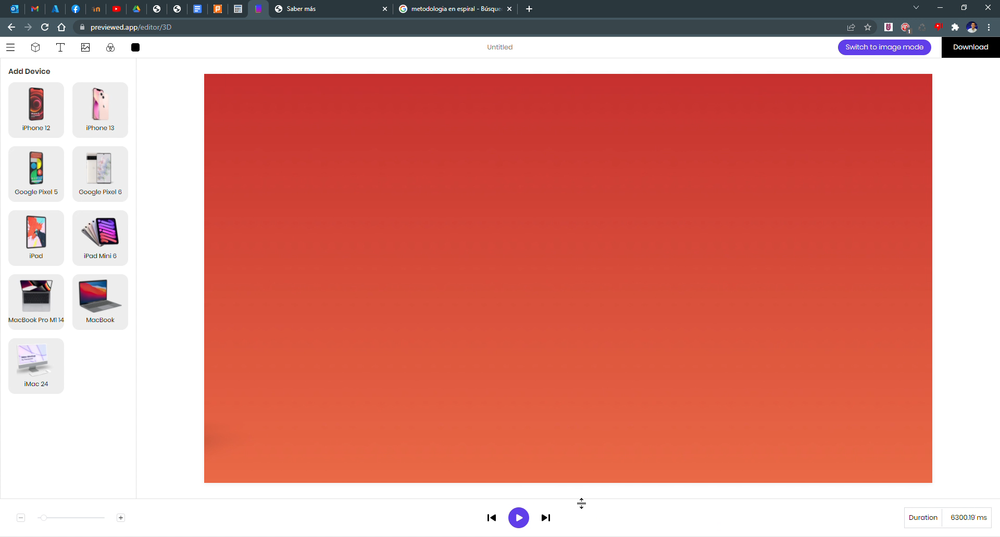 Saber más
metodologia en espiral - Búsque
previewed.app/editor/3D
1
Untitled
Switch to image mode
Download
Add Device
iPhone 12
iPhone 13
Google Pixel 5
Google Pixel 6
iPad
iPad Mini 6
MacBook Pro M1 14
MacBook
iMac 24
Duration
6300.19 ms